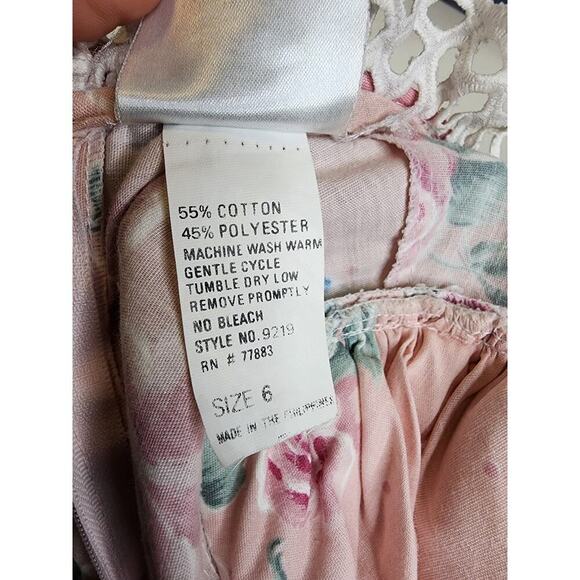 55% COTTON
45% POLYESTER
MACHINE WASH WARM
GENTLE CYCLE
TUMBLE DRY LOW
REMOVE PROMPTLY
NO BLEACH
STYLE NO. 9219
RN # 77883
SIZE 6
MADE IN THE PHILIPPINES